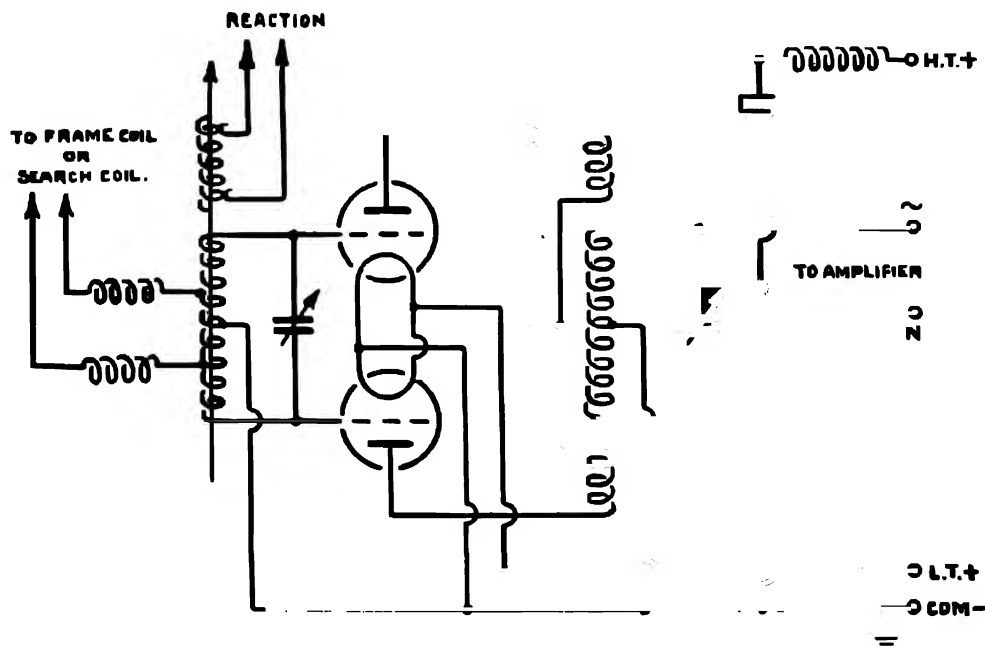 REACTION
H.T.+
TO FRAME COIL
OR
SEARCH COIL.
~
TO AMPLIFIER
N
L.T.+
COM-